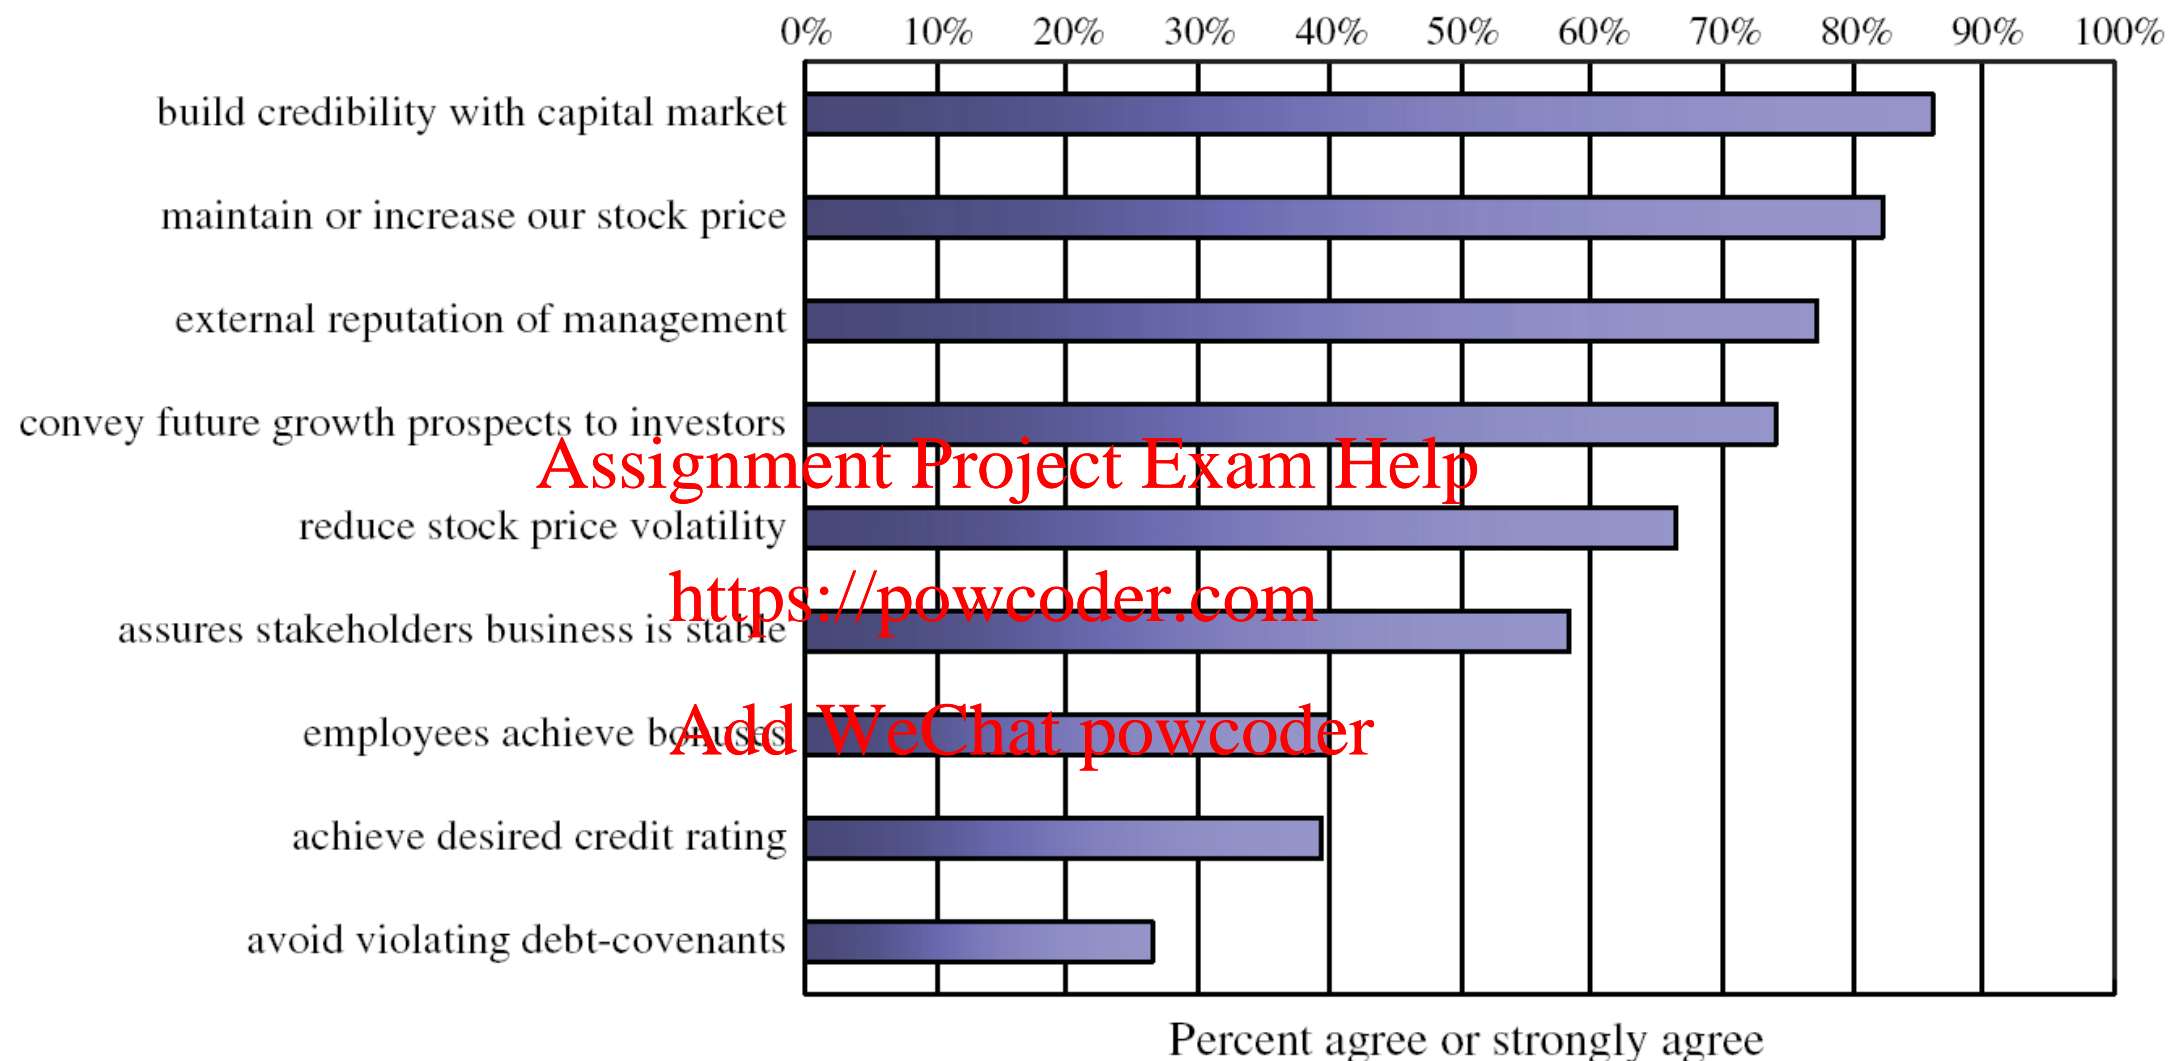 0% 10% 20% 30% 40% 50% 60% 70% 80% 90% 100%
build credibility with capital market
maintain or increase our stock price
external reputation of management
convey future growth prospects to investors
Assignment Project Exam Help
reduce stock price volatility
https://powcoder.com
assures stakeholders business is stable
employees achieve bonuses
Add WeChat powcoder
achieve desired credit rating
avoid violating debt-covenants
Percent agree or strongly agree